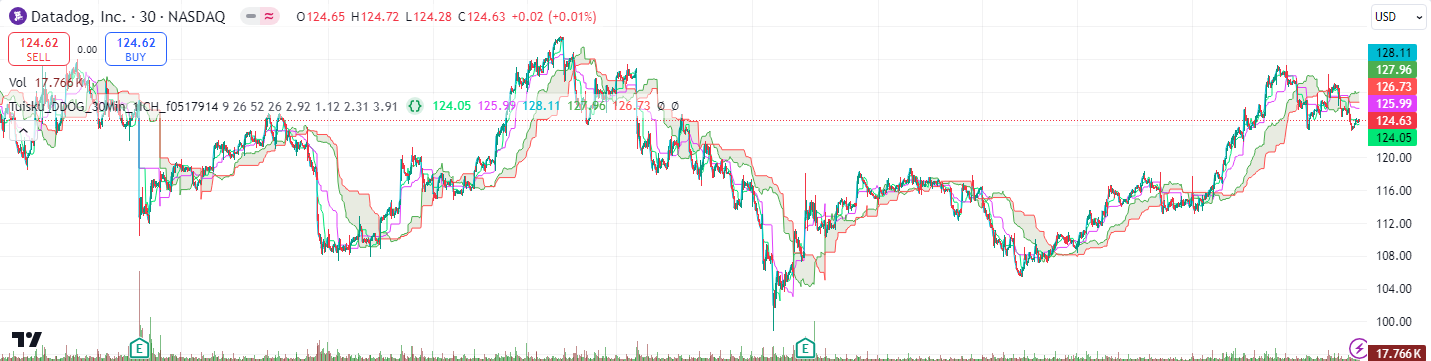 Datadog, Inc. · 30 · NASDAQ O124.65 H124.72 L124.28 C124.63 +0.02 (+0.01%)
USD
124.62 SELL 0.00 124.62 BUY
Vol 17.766 K
Tuisku_DDOG_30Min_1ICH_f0517914 9 26 52 26 2.92 1.12 2.31 3.91 124.05 125.99 128.11 127.96 126.73 Ø Ø
128.11
127.96
126.73
125.99
124.63
124.05
120.00
116.00
112.00
108.00
104.00
100.00
E E
17.766 K